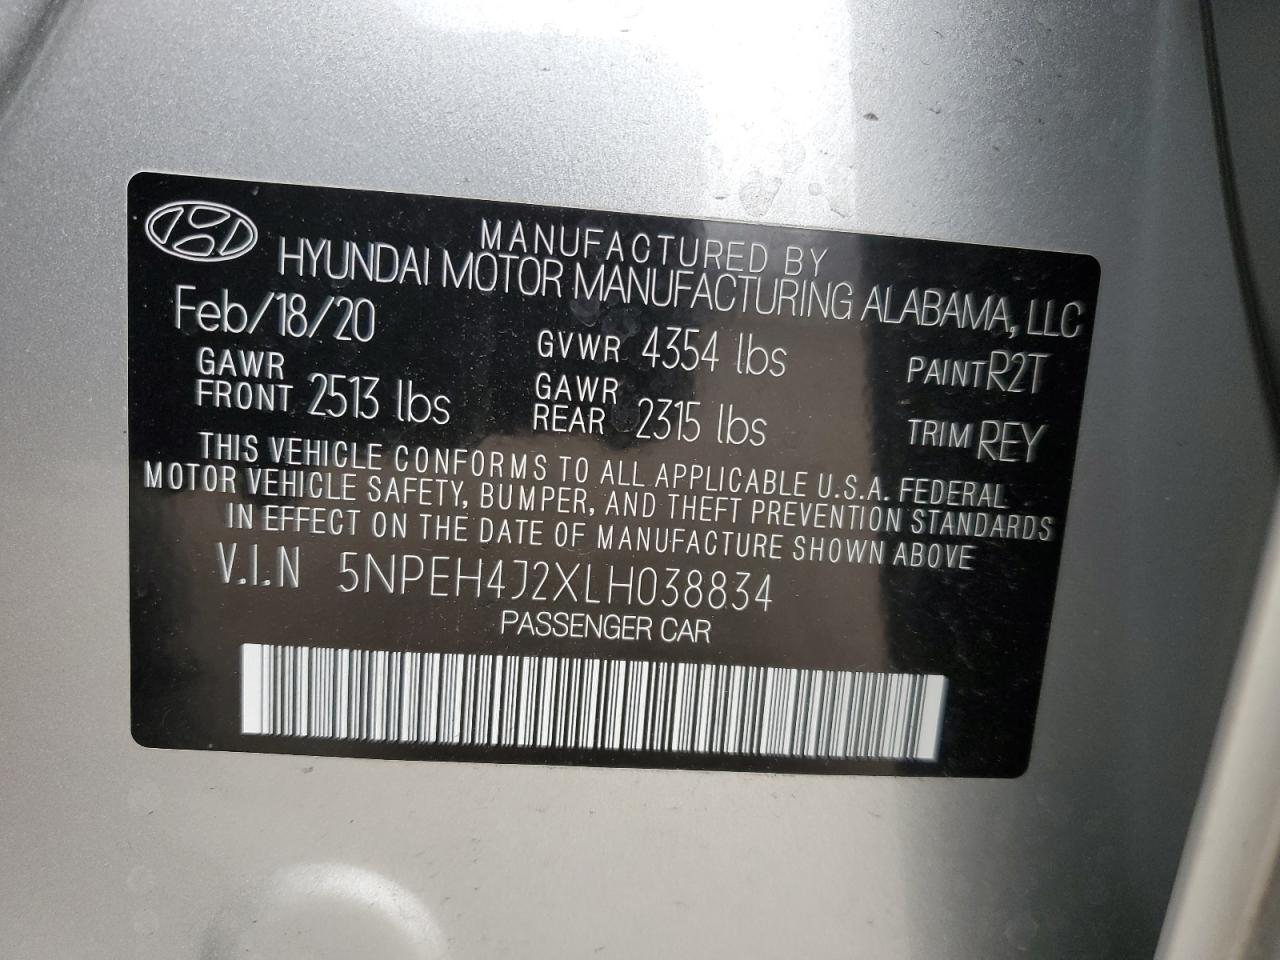 MANUFACTURED BY
HYUNDAI MOTOR MANUFACTURING ALABAMA, LLC
Feb/18/20 GVWR 4354 lbs PAINT R2T
GAWR FRONT 2513 lbs GAWR REAR 2315 lbs TRIM REY
THIS VEHICLE CONFORMS TO ALL APPLICABLE U.S.A. FEDERAL
MOTOR VEHICLE SAFETY, BUMPER, AND THEFT PREVENTION STANDARDS
IN EFFECT ON THE DATE OF MANUFACTURE SHOWN ABOVE
V.I.N 5NPEH4J2XLH038834
PASSENGER CAR